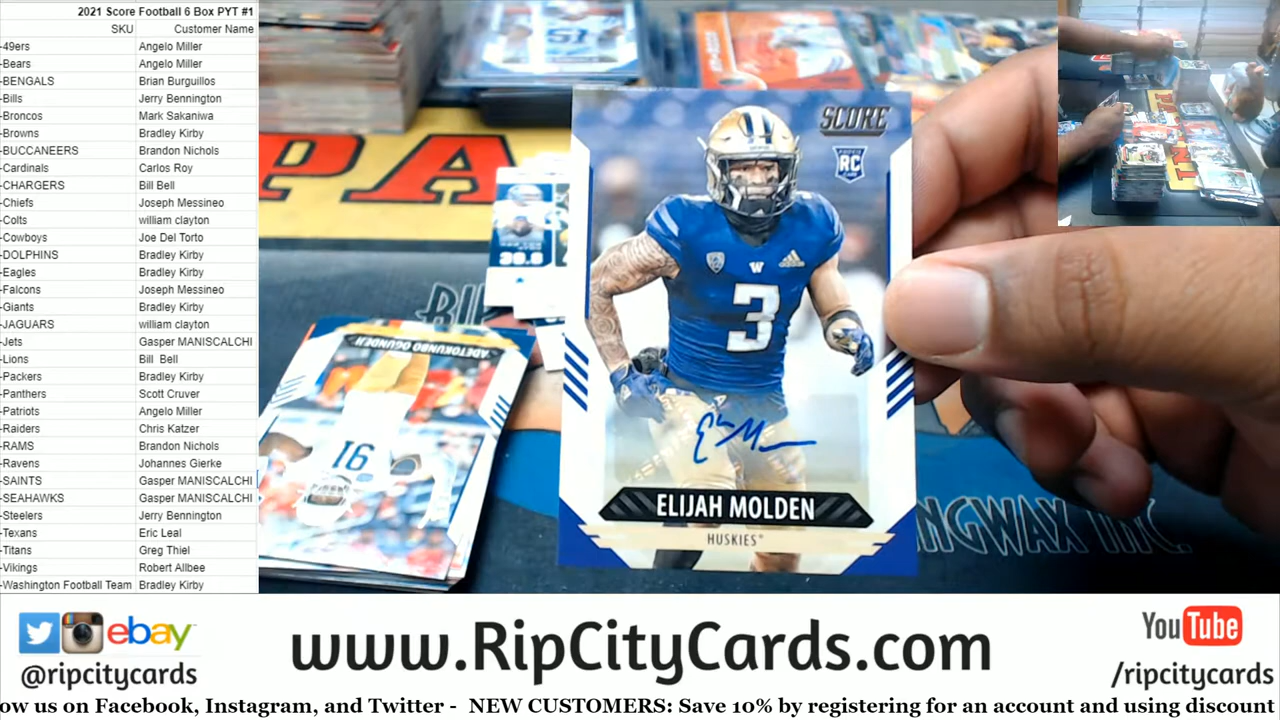 2021 Score Football 6 Box PYT #1
SKU Customer Name
-49ers Angelo Miller
-Bears Angelo Miller
-BENGALS Brian Burguillos
-Bills Jerry Bennington
-Broncos Mark Sakaniwa
-Browns Bradley Kirby
-BUCCANEERS Brandon Nichols
-Cardinals Carlos Roy
-CHARGERS Bill Bell
-Chiefs Joseph Messineo
-Colts william clayton
-Cowboys Joe Del Torto
-DOLPHINS Bradley Kirby
-Eagles Bradley Kirby
-Falcons Joseph Messineo
-Giants Bradley Kirby
-JAGUARS william clayton
-Jets Gasper MANISCALCHI
-Lions Bill Bell
-Packers Bradley Kirby
-Panthers Scott Cruver
-Patriots Angelo Miller
-Raiders Chris Katzer
-RAMS Brandon Nichols
-Ravens Johannes Gierke
-SAINTS Gasper MANISCALCHI
-SEAHAWKS Gasper MANISCALCHI
-Steelers Jerry Bennington
-Texans Eric Leal
-Titans Greg Thiel
-Vikings Robert Allbee
-Washington Football Team Bradley Kirby
PA
RIP
SCORE
RC
W
3
ELIJAH MOLDEN
HUSKIES
ADETOKUNBO OGUNDEJI
16
39.6
NGWAX INC.
ebay
@ripcitycards
www.RipCityCards.com
YouTube
/ripcitycards
ow us on Facebook, Instagram, and Twitter - NEW CUSTOMERS: Save 10% by registering for an account and using discount